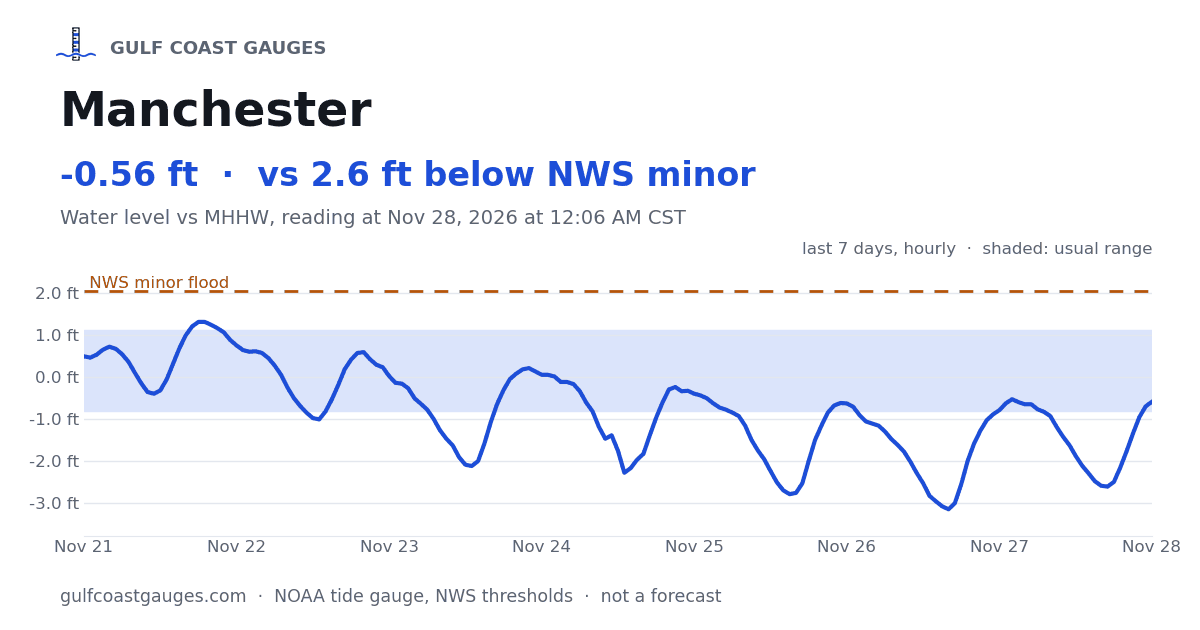 GULF COAST GAUGES
Manchester
-0.56 ft · vs 2.6 ft below NWS minor
Water level vs MHHW, reading at Nov 28, 2026 at 12:06 AM CST
last 7 days, hourly · shaded: usual range
NWS minor flood
2.0 ft
1.0 ft
0.0 ft
-1.0 ft
-2.0 ft
-3.0 ft
Nov 21 Nov 22 Nov 23 Nov 24 Nov 25 Nov 26 Nov 27 Nov 28
gulfcoastgauges.com · NOAA tide gauge, NWS thresholds · not a forecast